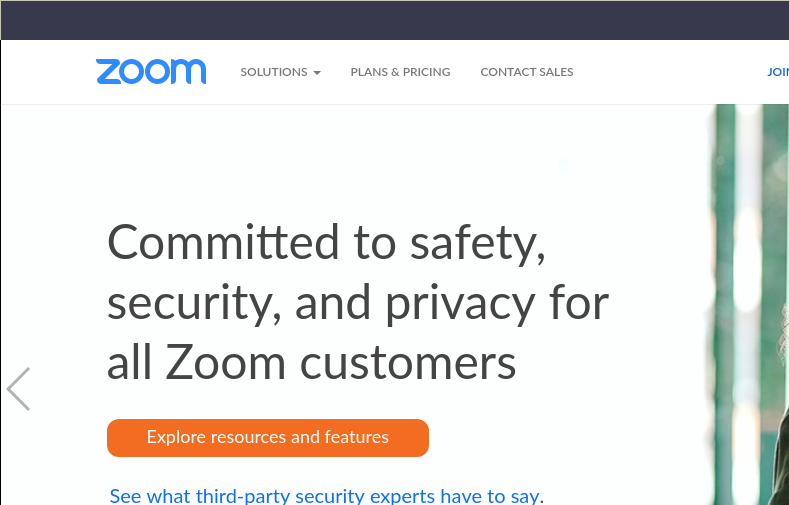 zoom
SOLUTIONS
PLANS & PRICING
CONTACT SALES
Committed to safety,
security, and privacy for
all Zoom customers
Explore resources and features
See what third-party security experts have to say.